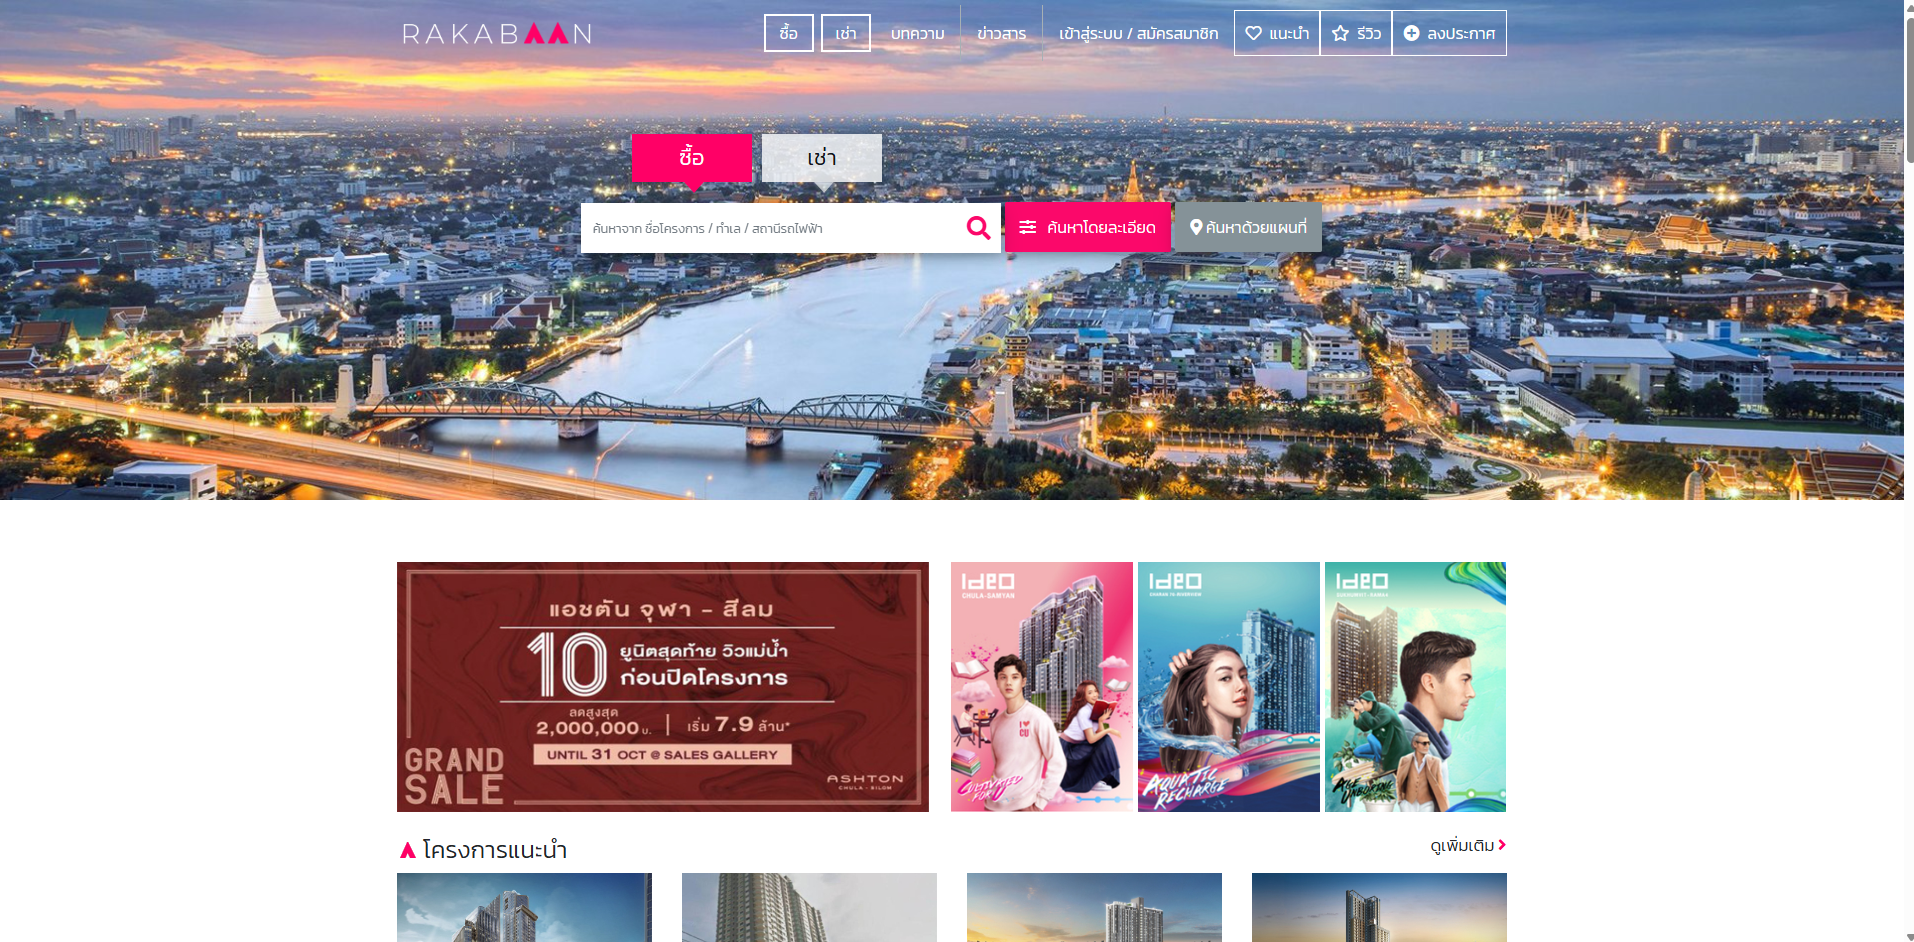 RAKABAAN
ซื้อ
เช่า
บทความ
ข่าวสาร
เข้าสู่ระบบ / สมัครสมาชิก
แนะนำ
รีวิว
ลงประกาศ
ซื้อ
เช่า
ค้นหาจาก ชื่อโครงการ / ทำเล / สถานีรถไฟฟ้า
ค้นหาโดยละเอียด
ค้นหาด้วยแผนที่
แอชตัน จุฬา - สีลม
10
ยูนิตสุดท้าย วิวแม่น้ำ
ก่อนปิดโครงการ
ลดสูงสุด
2,000,000 บ.
เริ่ม 7.9 ล้าน*
UNTIL 31 OCT @ SALES GALLERY
GRAND
SALE
ASHTON
CHULA - SILOM
IDEO
CHULA-SAMYAN
I ♥
CU
CULTIVATED
FOR
IDEO
AQUATIC
RECHARGE
IDEO
UNBORING
โครงการแนะนำ
ดูเพิ่มเติม